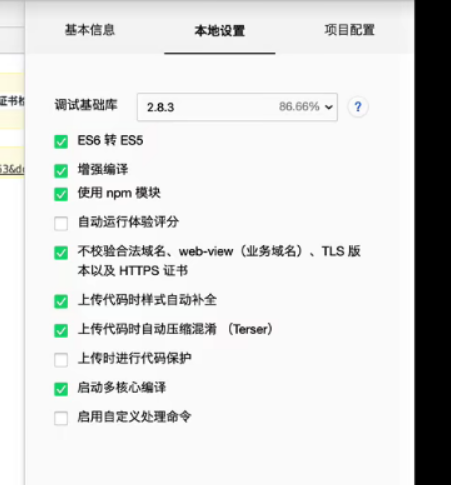 基本信息 本地设置 项目配置
证书校
调试基础库 2.8.3 86.66% ?
ES6 转 ES5
增强编译
使用 npm 模块
自动运行体验评分
不校验合法域名、web-view（业务域名）、TLS 版
本以及 HTTPS 证书
上传代码时样式自动补全
上传代码时自动压缩混淆 （Terser）
上传时进行代码保护
启动多核心编译
启用自定义处理命令